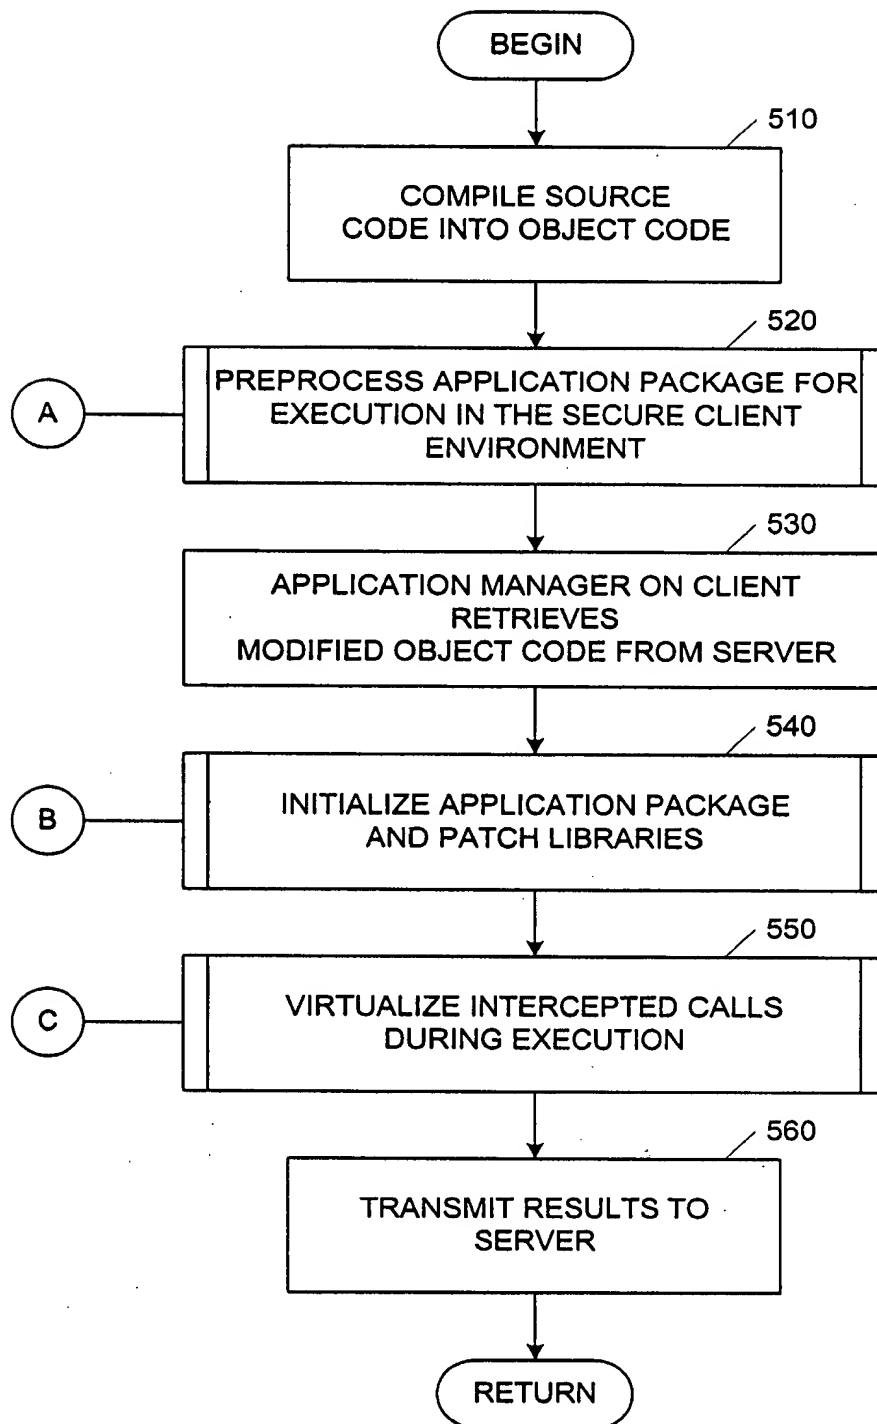 BEGIN
510
COMPILE SOURCE
CODE INTO OBJECT CODE
520
A
PREPROCESS APPLICATION PACKAGE FOR
EXECUTION IN THE SECURE CLIENT
ENVIRONMENT
530
APPLICATION MANAGER ON CLIENT
RETRIEVES
MODIFIED OBJECT CODE FROM SERVER
540
B
INITIALIZE APPLICATION PACKAGE
AND PATCH LIBRARIES
550
C
VIRTUALIZE INTERCEPTED CALLS
DURING EXECUTION
560
TRANSMIT RESULTS TO
SERVER
RETURN